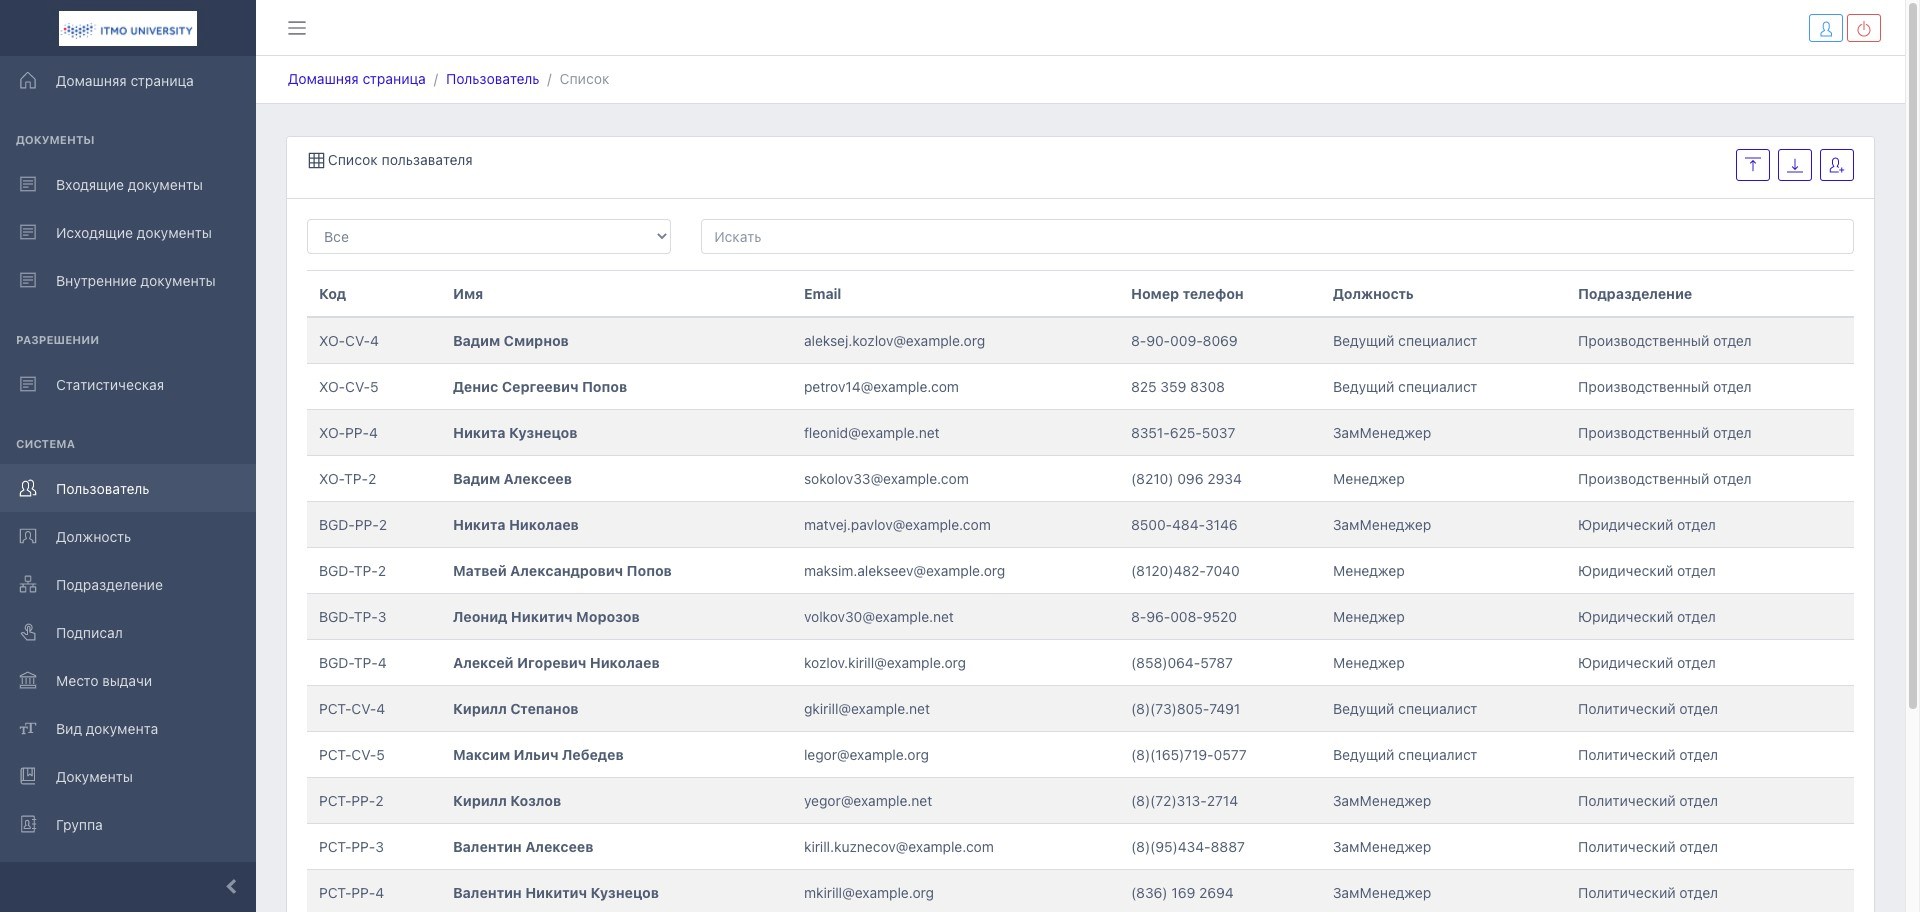 ITMO UNIVERSITY
Домашняя страница
ДОКУМЕНТЫ
Входящие документы
Исходящие документы
Внутренние документы
РАЗРЕШЕНИИ
Статистическая
СИСТЕМА
Пользователь
Должность
Подразделение
Подписал
Место выдачи
Вид документа
Документы
Группа
Домашняя страница / Пользователь / Список
Список пользавателя
Все Искать
Код Имя Email Номер телефон Должность Подразделение
XO-CV-4 Вадим Смирнов aleksej.kozlov@example.org 8-90-009-8069 Ведущий специалист Производственный отдел
XO-CV-5 Денис Сергеевич Попов petrov14@example.com 825 359 8308 Ведущий специалист Производственный отдел
XO-PP-4 Никита Кузнецов fleonid@example.net 8351-625-5037 ЗамМенеджер Производственный отдел
XO-TP-2 Вадим Алексеев sokolov33@example.com (8210) 096 2934 Менеджер Производственный отдел
BGD-PP-2 Никита Николаев matvej.pavlov@example.com 8500-484-3146 ЗамМенеджер Юридический отдел
BGD-TP-2 Матвей Александрович Попов maksim.alekseev@example.org (8120)482-7040 Менеджер Юридический отдел
BGD-TP-3 Леонид Никитич Морозов volkov30@example.net 8-96-008-9520 Менеджер Юридический отдел
BGD-TP-4 Алексей Игоревич Николаев kozlov.kirill@example.org (858)064-5787 Менеджер Юридический отдел
PCT-CV-4 Кирилл Степанов gkirill@example.net (8)(73)805-7491 Ведущий специалист Политический отдел
PCT-CV-5 Максим Ильич Лебедев legor@example.org (8)(165)719-0577 Ведущий специалист Политический отдел
PCT-PP-2 Кирилл Козлов yegor@example.net (8)(72)313-2714 ЗамМенеджер Политический отдел
PCT-PP-3 Валентин Алексеев kirill.kuznecov@example.com (8)(95)434-8887 ЗамМенеджер Политический отдел
PCT-PP-4 Валентин Никитич Кузнецов mkirill@example.org (836) 169 2694 ЗамМенеджер Политический отдел